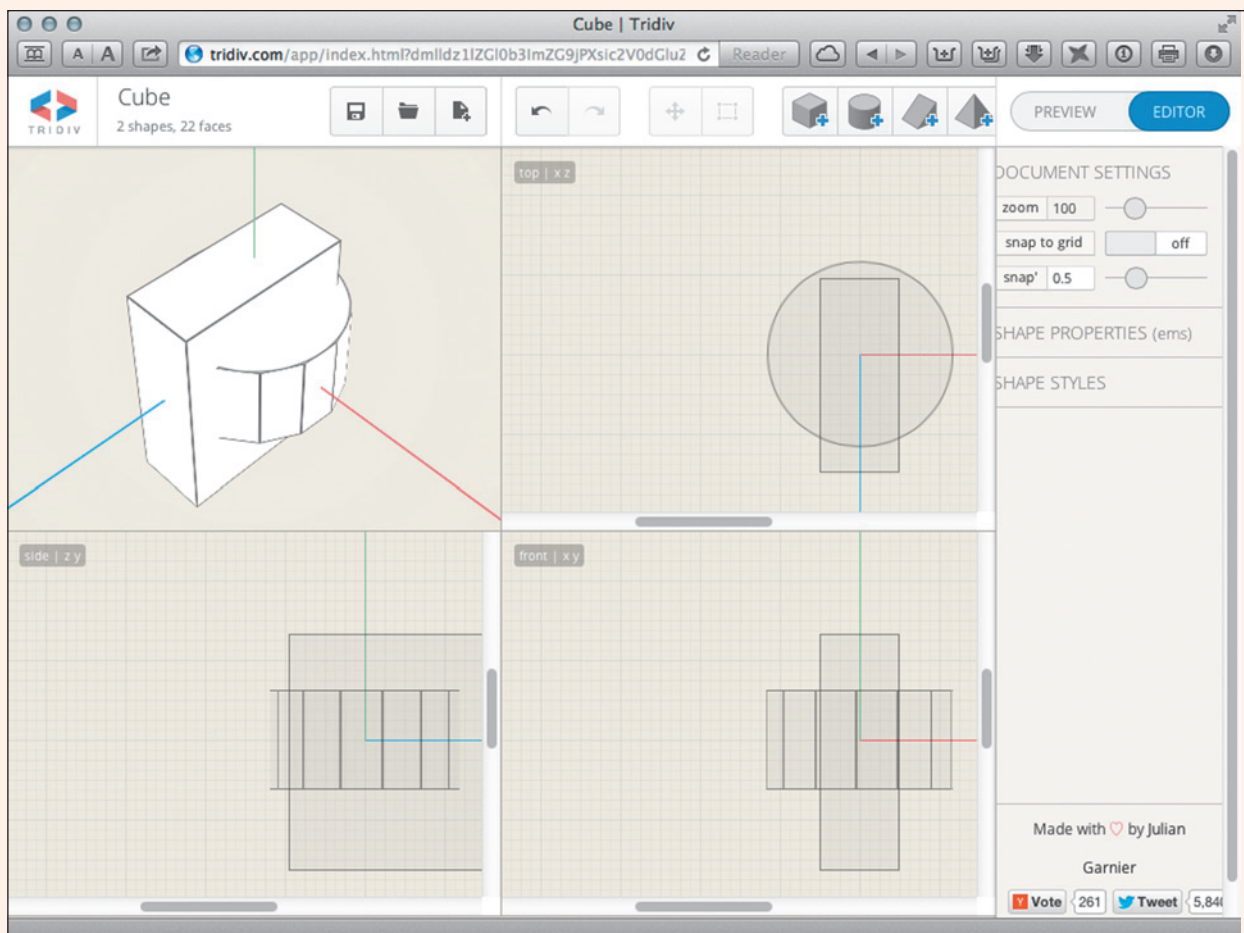 Cube | Tridiv
A A tridiv.com/app/index.html?dmlldz1lZGl0b3ImZG9jPXsic2V0dGluZ Reader
TRIDIV
Cube
2 shapes, 22 faces
PREVIEW EDITOR
top | x z
DOCUMENT SETTINGS
zoom 100
snap to grid off
snap' 0.5
SHAPE PROPERTIES (ems)
SHAPE STYLES
side | z y
front | x y
Made with ♡ by Julian
Garnier
Y Vote 261 Tweet 5,840